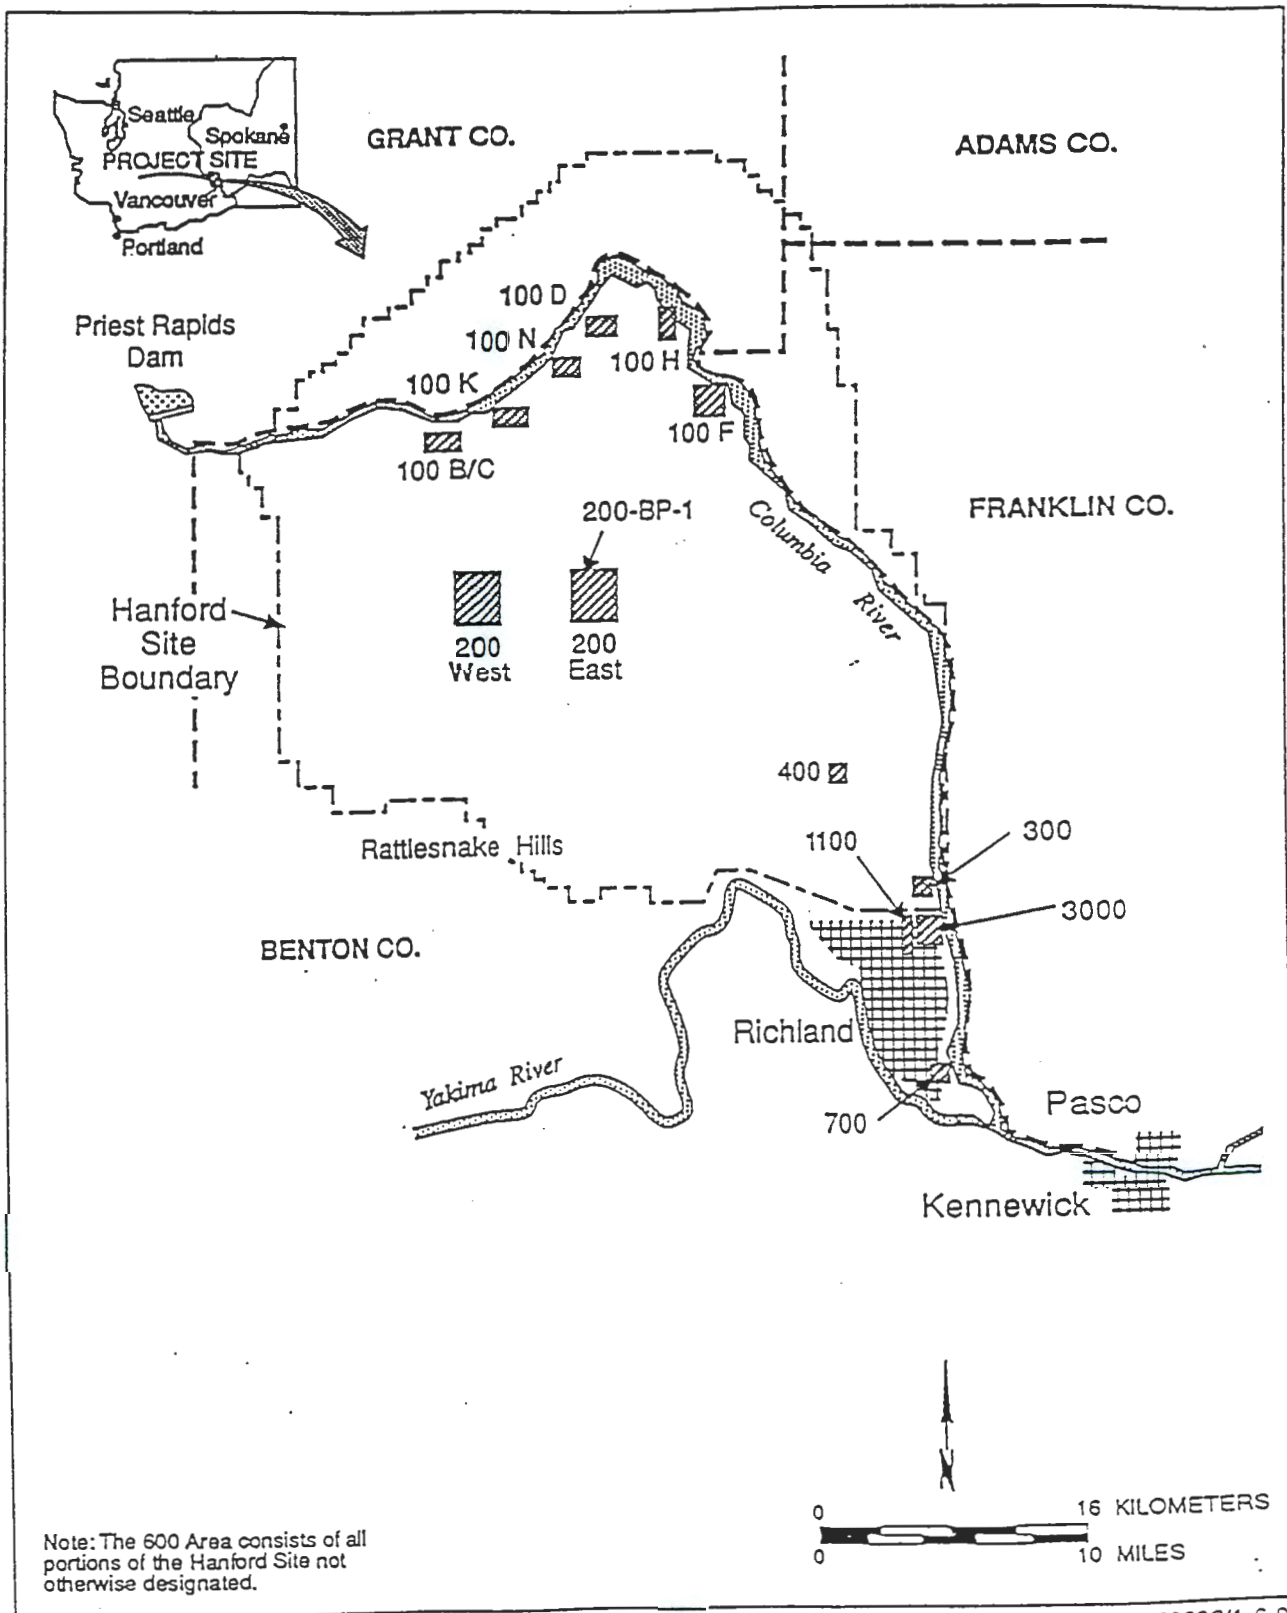 Seattle
Spokane
PROJECT SITE
Vancouver
Portland
GRANT CO.
ADAMS CO.
Priest Rapids
Dam
100 D
100 N
100 H
100 K
100 F
100 B/C
200-BP-1
FRANKLIN CO.
Columbia River
Hanford
Site
Boundary
200
West
200
East
400
Rattlesnake Hills
1100
300
3000
BENTON CO.
Richland
Yakima River
700
Pasco
Kennewick
0 16 KILOMETERS
0 10 MILES
Note: The 600 Area consists of all
portions of the Hanford Site not
otherwise designated.